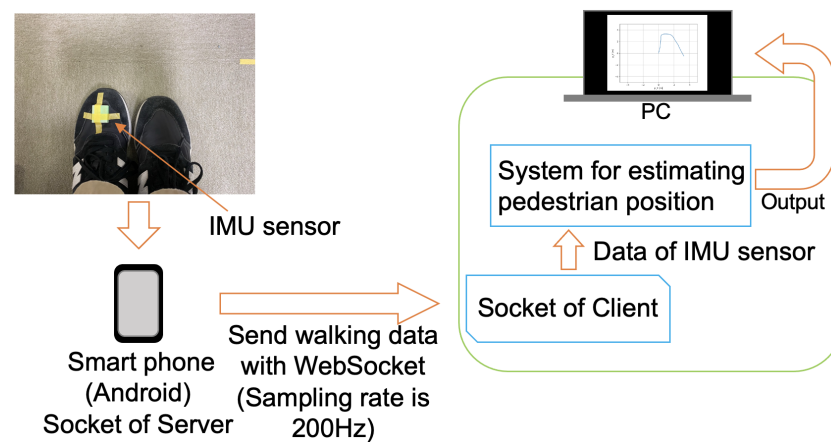 IMU sensor
Smart phone
(Android)
Socket of Server
Send walking data
with WebSocket
(Sampling rate is
200Hz)
PC
System for estimating
pedestrian position
Output
Data of IMU sensor
Socket of Client